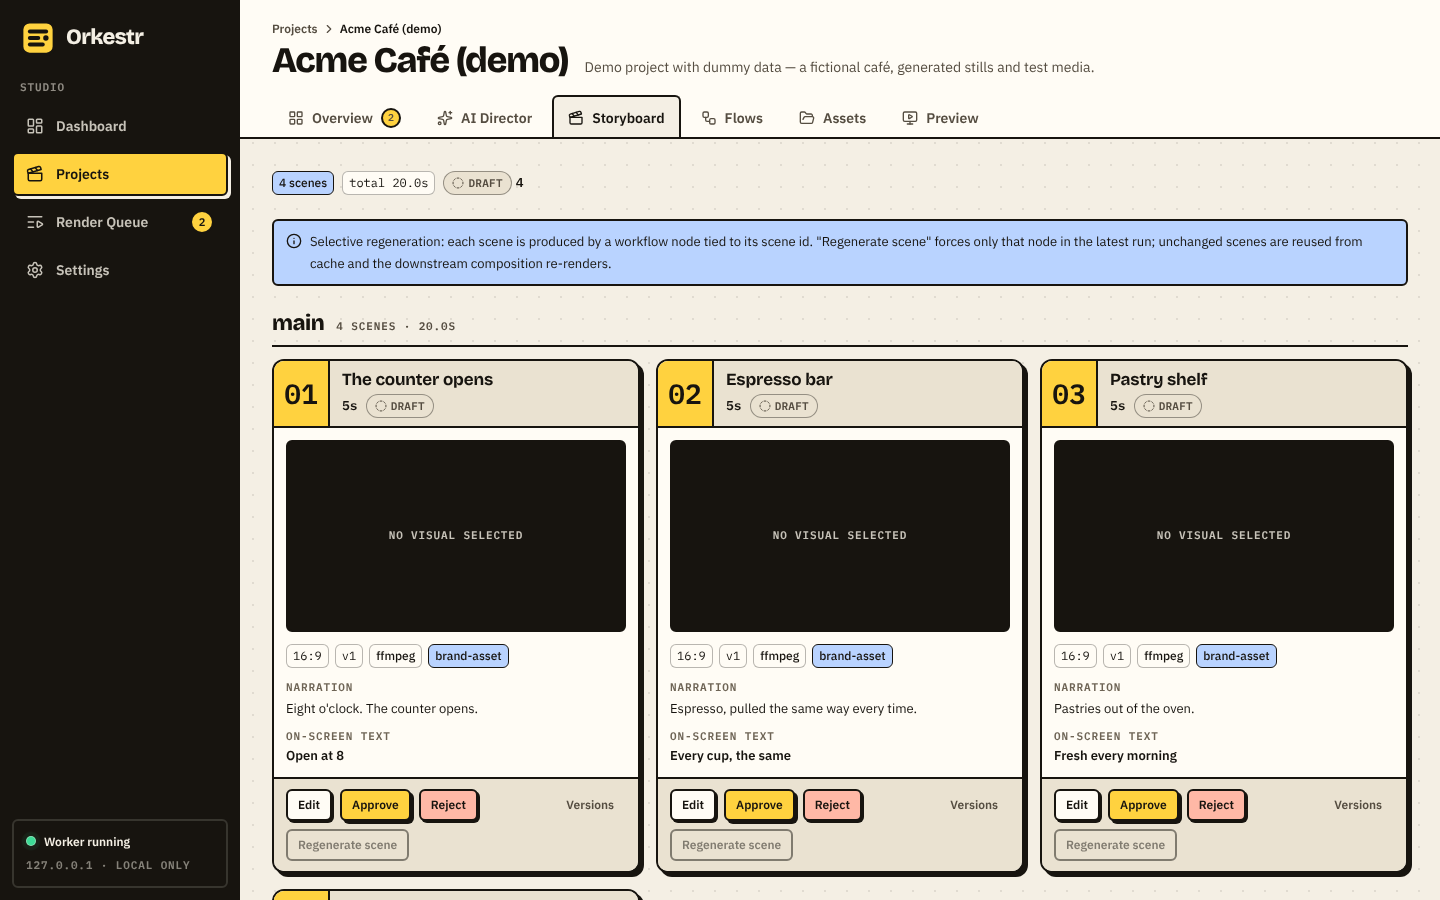 Orkestr
STUDIO
Dashboard
Projects
Render Queue 2
Settings
Worker running
127.0.0.1 · LOCAL ONLY
Projects > Acme Café (demo)
Acme Café (demo) Demo project with dummy data — a fictional café, generated stills and test media.
Overview 2 AI Director Storyboard Flows Assets Preview
4 scenes total 20.0s DRAFT 4
Selective regeneration: each scene is produced by a workflow node tied to its scene id. "Regenerate scene" forces only that node in the latest run; unchanged scenes are reused from
cache and the downstream composition re-renders.
main 4 SCENES · 20.0S
01 The counter opens
5s DRAFT
NO VISUAL SELECTED
16:9 v1 ffmpeg brand-asset
NARRATION
Eight o'clock. The counter opens.
ON-SCREEN TEXT
Open at 8
Edit Approve Reject Versions
Regenerate scene
02 Espresso bar
5s DRAFT
NO VISUAL SELECTED
16:9 v1 ffmpeg brand-asset
NARRATION
Espresso, pulled the same way every time.
ON-SCREEN TEXT
Every cup, the same
Edit Approve Reject Versions
Regenerate scene
03 Pastry shelf
5s DRAFT
NO VISUAL SELECTED
16:9 v1 ffmpeg brand-asset
NARRATION
Pastries out of the oven.
ON-SCREEN TEXT
Fresh every morning
Edit Approve Reject Versions
Regenerate scene